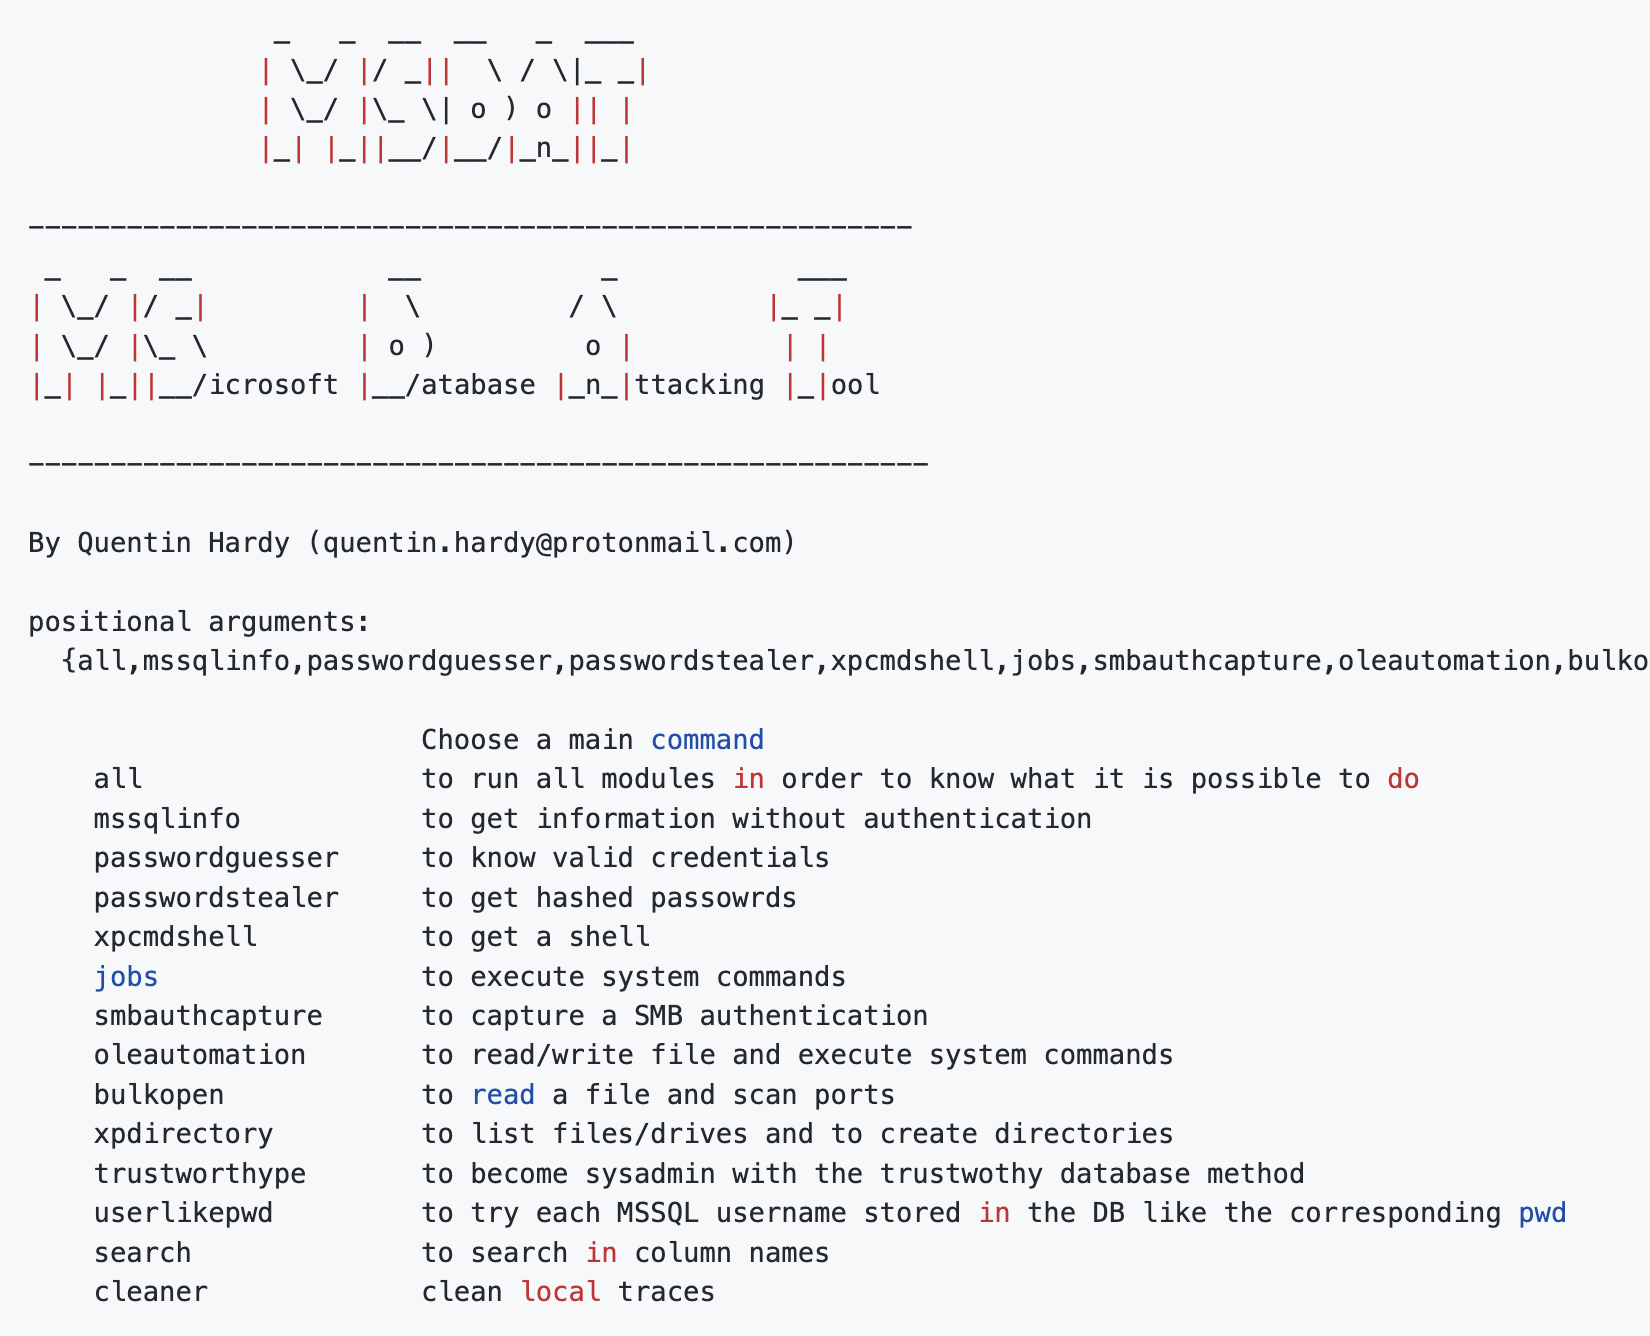 _   _  __  __   _  ___
| \_/ |/ _||  \ / \|_ _|
| \_/ |\_ \| o ) o || |
|_| |_||__/|__/|_n_||_|
------------------------------------------------------
 _   _  __            __           _           ___
| \_/ |/ _|         |  \         / \         |_ _|
| \_/ |\_ \         | o )         o |         | |
|_| |_||__/icrosoft |__/atabase |_n_|ttacking |_|ool
-------------------------------------------------------
By Quentin Hardy (quentin.hardy@protonmail.com)
positional arguments:
{all,mssqlinfo,passwordguesser,passwordstealer,xpcmdshell,jobs,smbauthcapture,oleautomation,bulko
Choose a main command
all to run all modules in order to know what it is possible to do
mssqlinfo to get information without authentication
passwordguesser to know valid credentials
passwordstealer to get hashed passowrds
xpcmdshell to get a shell
jobs to execute system commands
smbauthcapture to capture a SMB authentication
oleautomation to read/write file and execute system commands
bulkopen to read a file and scan ports
xpdirectory to list files/drives and to create directories
trustworthype to become sysadmin with the trustwothy database method
userlikepwd to try each MSSQL username stored in the DB like the corresponding pwd
search to search in column names
cleaner clean local traces